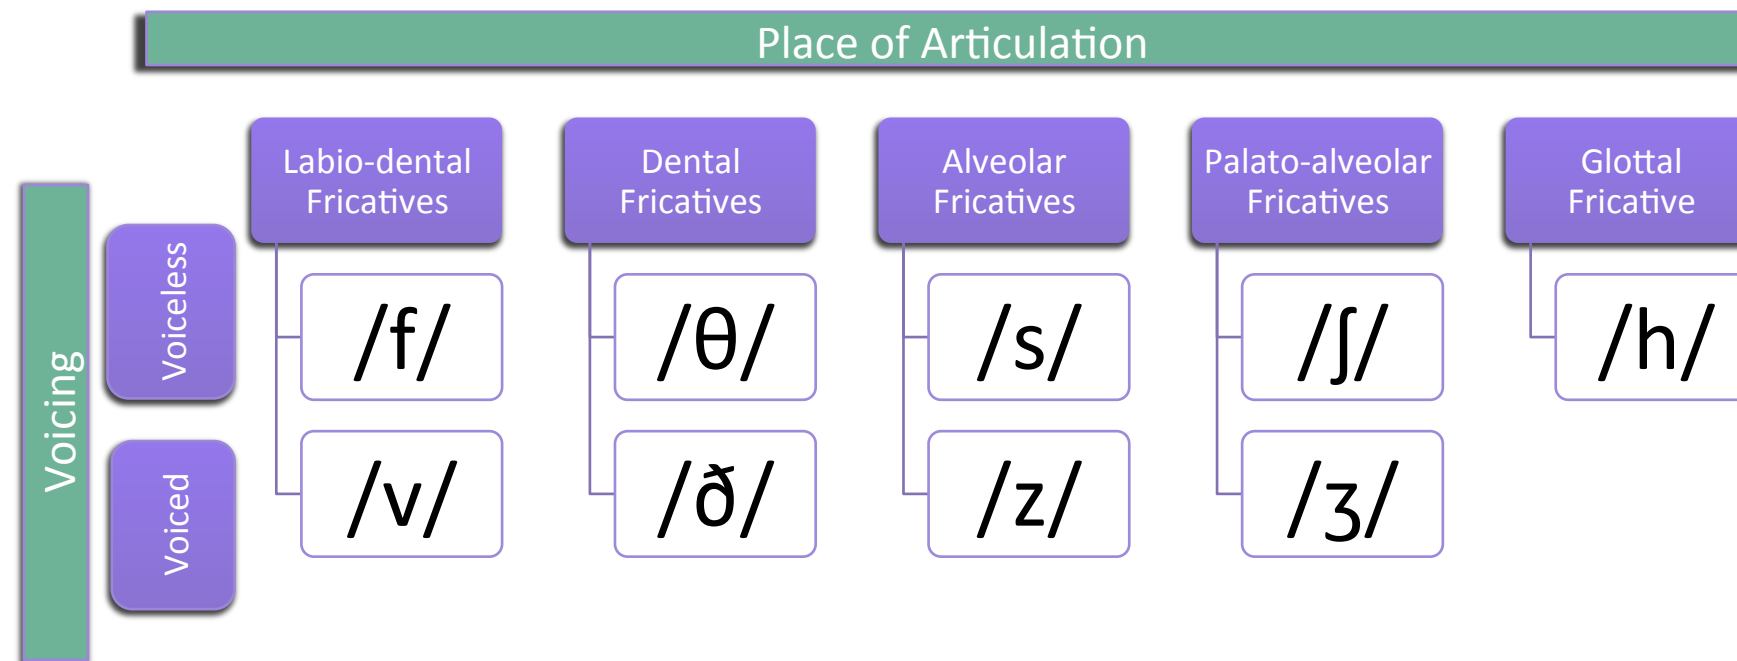 Place of Articulation
Labio-dental
Fricatives
Dental
Fricatives
Alveolar
Fricatives
Palato-alveolar
Fricatives
Glottal
Fricative
Voicing
Voiceless
/f/
/θ/
/s/
/ʃ/
/h/
Voiced
/v/
/ð/
/z/
/ʒ/